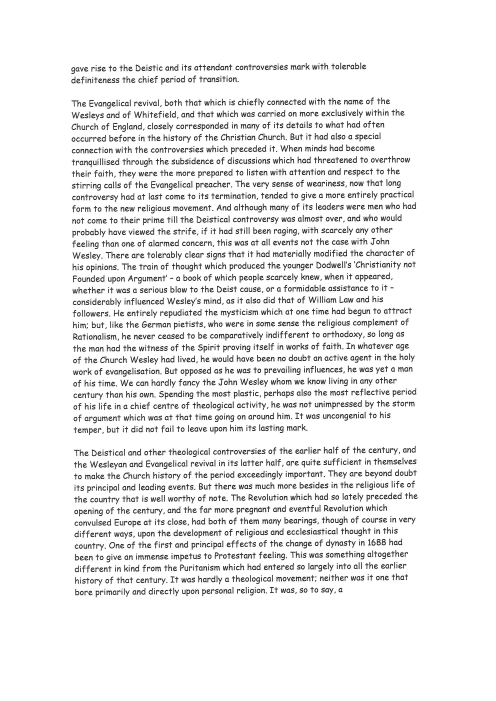 gave rise to the Deistic and its attendant controversies mark with tolerable
definiteness the chief period of transition.

The Evangelical revival, both that which is chiefly connected with the name of the
Wesleys and of Whitefield, and that which was carried on more exclusively within the
Church of England, closely corresponded in many of its details to what had often
occurred before in the history of the Christian Church. But it had also a special
connection with the controversies which preceded it. When minds had become
tranquillised through the subsidence of discussions which had threatened to overthrow
their faith, they were the more prepared to listen with attention and respect to the
stirring calls of the Evangelical preacher. The very sense of weariness, now that long
controversy had at last come to its termination, tended to give a more entirely practical
form to the new religious movement. And although many of its leaders were men who had
not come to their prime till the Deistical controversy was almost over, and who would
probably have viewed the strife, if it had still been raging, with scarcely any other
feeling than one of alarmed concern, this was at all events not the case with John
Wesley. There are tolerably clear signs that it had materially modified the character of
his opinions. The train of thought which produced the younger Dodwell's 'Christianity not
Founded upon Argument' – a book of which people scarcely knew, when it appeared,
whether it was a serious blow to the Deist cause, or a formidable assistance to it –
considerably influenced Wesley's mind, as it also did that of William Law and his
followers. He entirely repudiated the mysticism which at one time had begun to attract
him; but, like the German pietists, who were in some sense the religious complement of
Rationalism, he never ceased to be comparatively indifferent to orthodoxy, so long as
the man had the witness of the Spirit proving itself in works of faith. In whatever age
of the Church Wesley had lived, he would have been no doubt an active agent in the holy
work of evangelisation. But opposed as he was to prevailing influences, he was yet a man
of his time. We can hardly fancy the John Wesley whom we know living in any other
century than his own. Spending the most plastic, perhaps also the most reflective period
of his life in a chief centre of theological activity, he was not unimpressed by the storm
of argument which was at that time going on around him. It was uncongenial to his
temper, but it did not fail to leave upon him its lasting mark.

The Deistical and other theological controversies of the earlier half of the century, and
the Wesleyan and Evangelical revival in its latter half, are quite sufficient in themselves
to make the Church history of the period exceedingly important. They are beyond doubt
its principal and leading events. But there was much more besides in the religious life of
the country that is well worthy of note. The Revolution which had so lately preceded the
opening of the century, and the far more pregnant and eventful Revolution which
convulsed Europe at its close, had both of them many bearings, though of course in very
different ways, upon the development of religious and ecclesiastical thought in this
country. One of the first and principal effects of the change of dynasty in 1688 had
been to give an immense impetus to Protestant feeling. This was something altogether
different in kind from the Puritanism which had entered so largely into all the earlier
history of that century. It was hardly a theological movement; neither was it one that
bore primarily and directly upon personal religion. It was, so to say, a